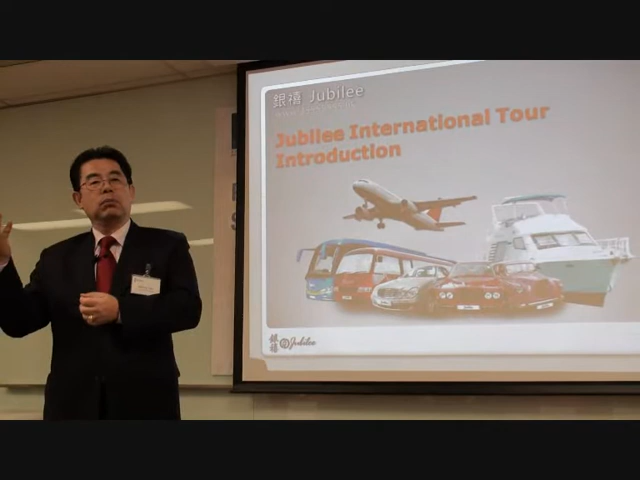 銀禧 Jubilee
Jubilee International Tour
Introduction
銀禧 Jubilee